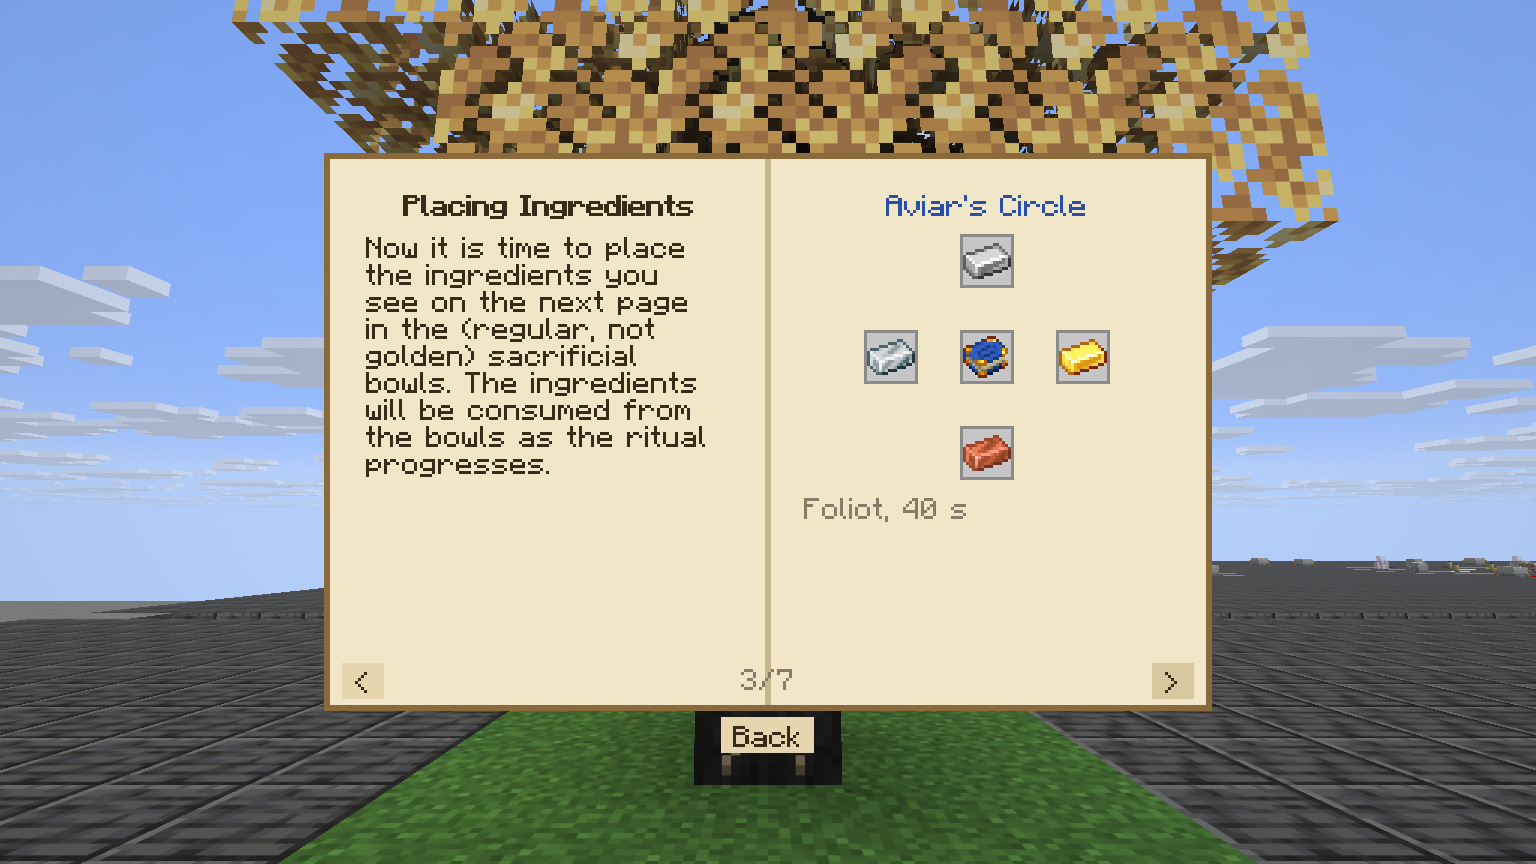 Placing Ingredients
Now it is time to place
the ingredients you
see on the next page
in the (regular, not
golden) sacrificial
bowls. The ingredients
will be consumed from
the bowls as the ritual
progresses.
Aviar's Circle
Foliot, 40 s
<
3/7
>
Back